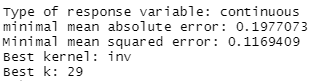 Type of response variable: continuous
minimal mean absolute error: 0.1977073
Minimal mean squared error: 0.1169409
Best kernel: inv
Best k: 29